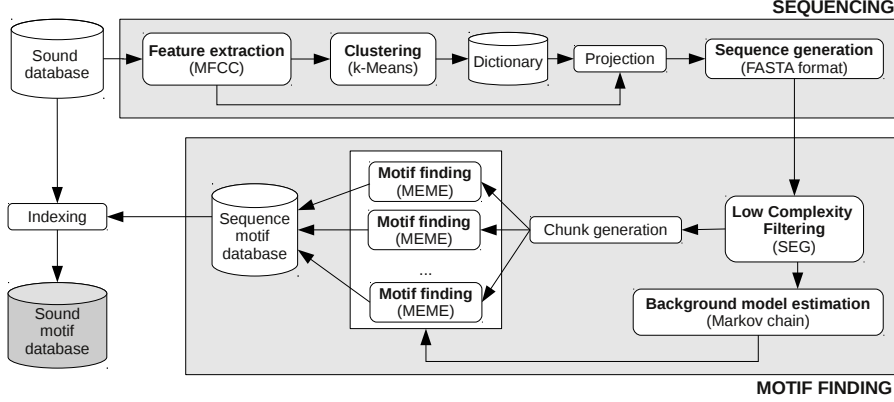 SEQUENCING
Sound
database
Feature extraction
(MFCC)
Clustering
(k-Means)
Dictionary
Projection
Sequence generation
(FASTA format)
Indexing
Sound
motif
database
Sequence
motif
database
Motif finding
(MEME)
Motif finding
(MEME)
...
Motif finding
(MEME)
Chunk generation
Low Complexity
Filtering
(SEG)
Background model estimation
(Markov chain)
MOTIF FINDING